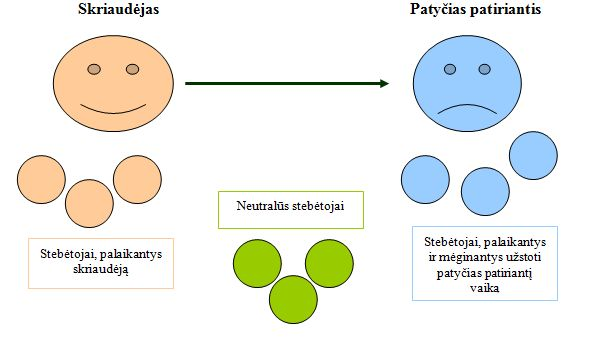 Skriaudėjas
Patyčias patiriantis
Neutralūs stebėtojai
Stebėtojai, palaikantys
skriaudėją
Stebėtojai, palaikantys
ir mėginantys užstoti
patyčias patiriantį
vaika